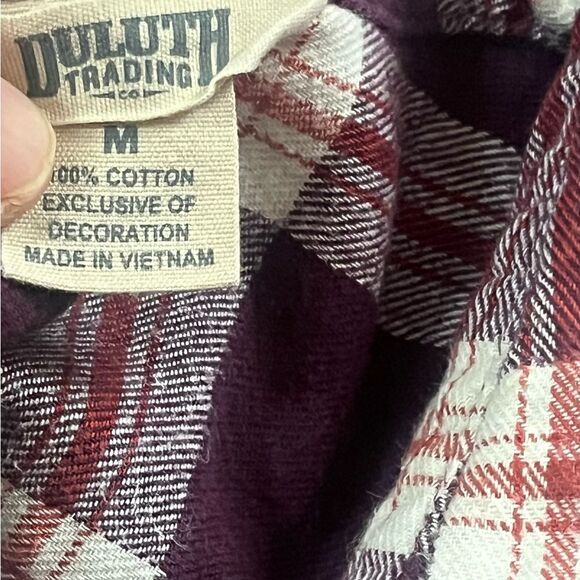 DULUTH
TRADING
CO
M
100% COTTON
EXCLUSIVE OF
DECORATION
MADE IN VIETNAM